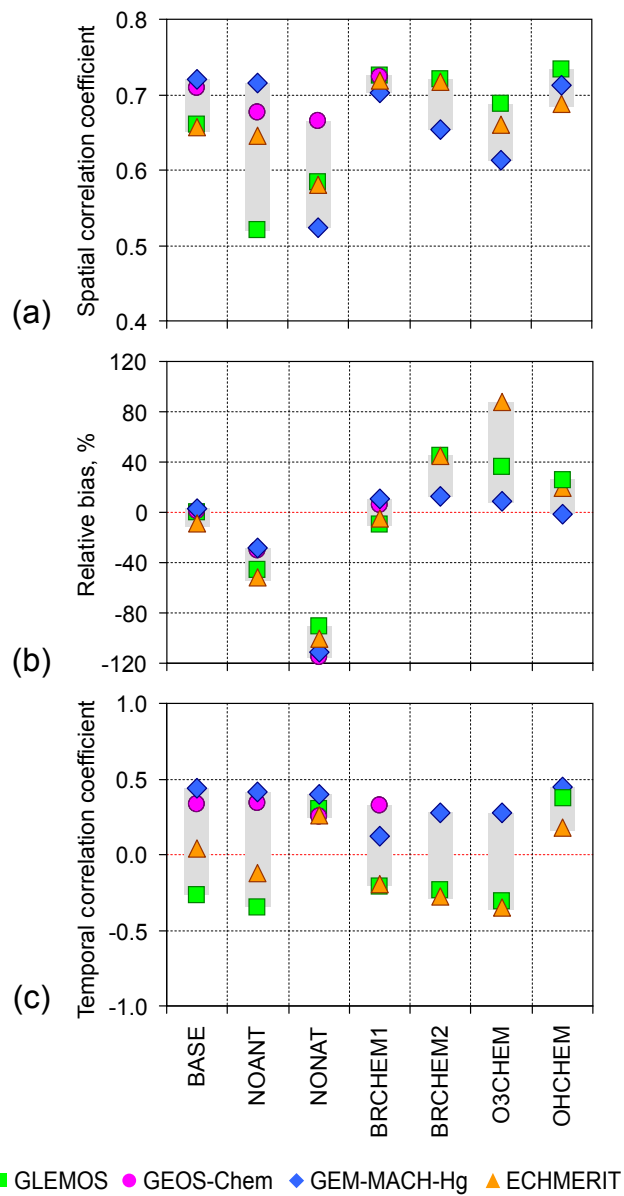 0.8
0.7
0.6
0.5
0.4
Spatial correlation coefficient
(a)
120
80
40
0
-40
-80
-120
Relative bias, %
(b)
1.0
0.5
0.0
-0.5
-1.0
Temporal correlation coefficient
(c)
BASE
NOANT
NONAT
BRCHEM1
BRCHEM2
O3CHEM
OHCHEM
GLEMOS GEOS-Chem GEM-MACH-Hg ECHMERIT